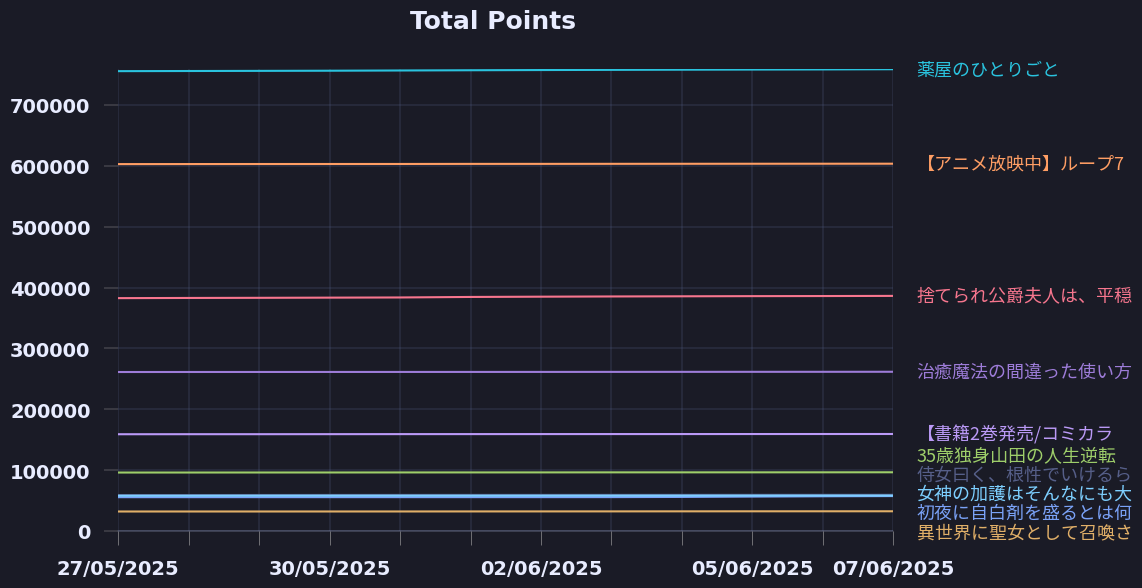 Total Points
薬屋のひとりごと
700000
600000
【アニメ放映中】ループ7
500000
400000
捨てられ公爵夫人は、平穏
300000
治癒魔法の間違った使い方
200000
【書籍2巻発売/コミカラ
35歳独身山田の人生逆転
100000
侍女曰く、根性でいけるら
女神の加護はそんなにも大
初夜に自白剤を盛るとは何
0
異世界に聖女として召喚さ
27/05/2025 30/05/2025 02/06/2025 05/06/2025 07/06/2025